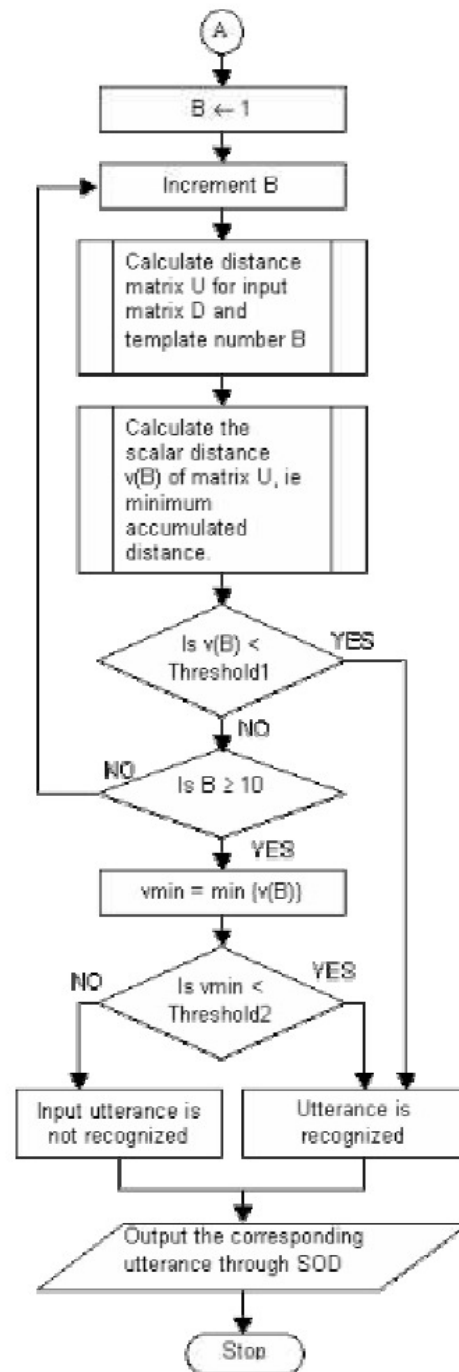 A
B ← 1
Increment B
Calculate distance
matrix U for input
matrix D and
template number B
Calculate the
scalar distance
v(B) of matrix U, ie
minimum
accumulated
distance.
Is v(B) <
Threshold1
YES
NO
Is B ≥ 10
NO
YES
vmin = min {v(B)}
Is vmin <
Threshold2
NO
YES
Input utterance is
not recognized
Utterance is
recognized
Output the corresponding
utterance through SOD
Stop